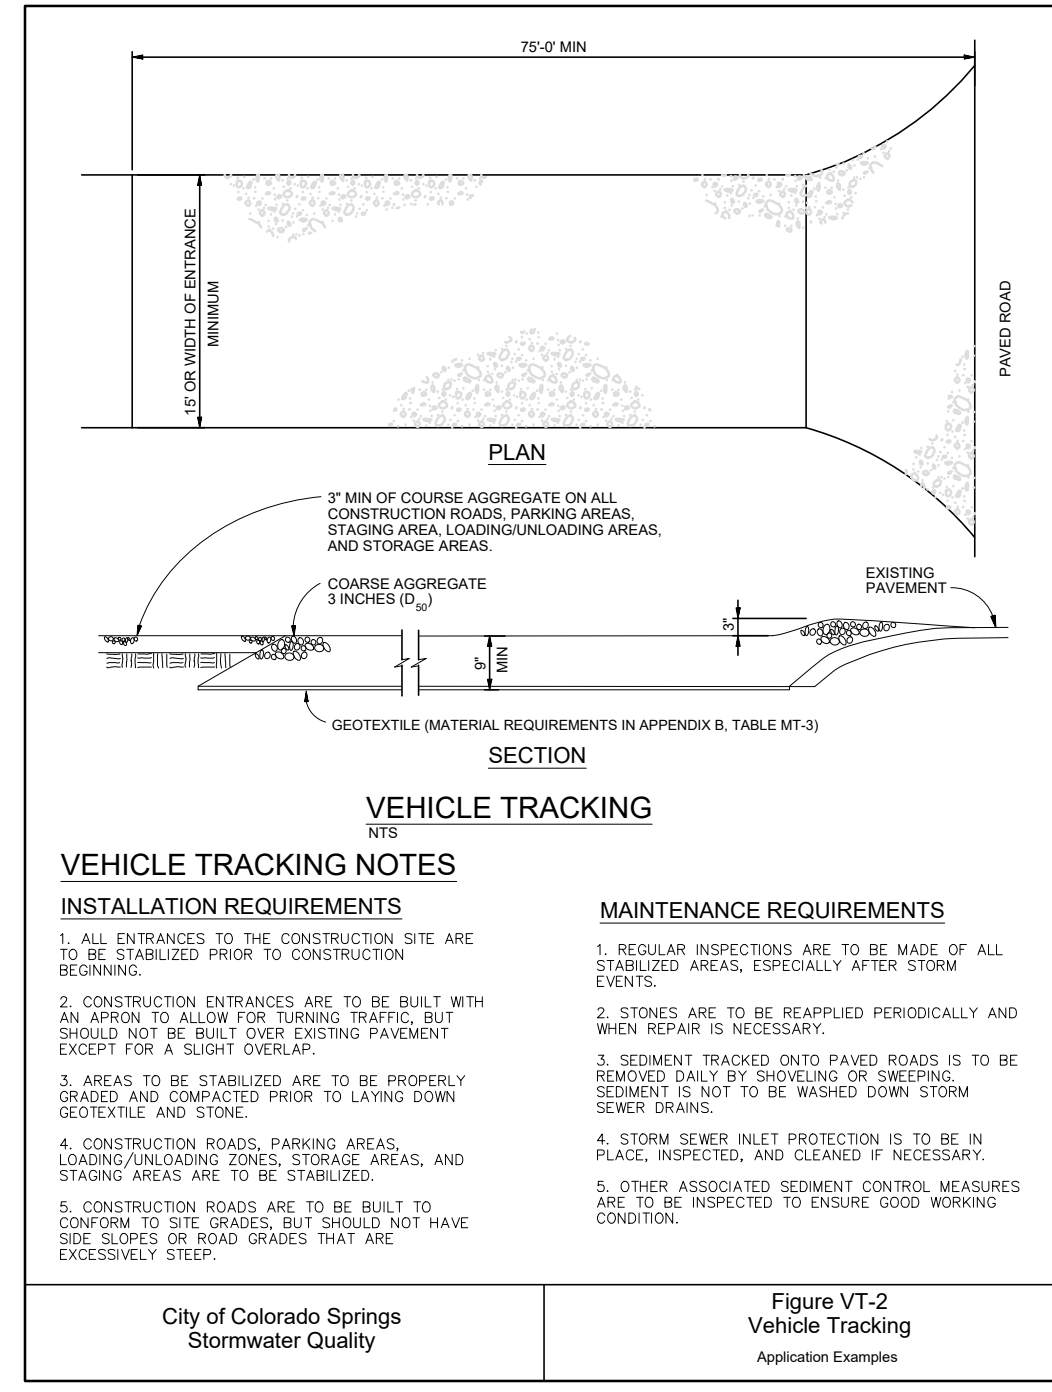 75'-0' MIN
15' OR WIDTH OF ENTRANCE
MINIMUM
PAVED ROAD
PLAN
3" MIN OF COURSE AGGREGATE ON ALL
CONSTRUCTION ROADS, PARKING AREAS,
STAGING AREA, LOADING/UNLOADING AREAS,
AND STORAGE AREAS.
COARSE AGGREGATE
3 INCHES (D50)
EXISTING
PAVEMENT
3"
9"
MIN
GEOTEXTILE (MATERIAL REQUIREMENTS IN APPENDIX B, TABLE MT-3)
SECTION
VEHICLE TRACKING
NTS
VEHICLE TRACKING NOTES
INSTALLATION REQUIREMENTS
1. ALL ENTRANCES TO THE CONSTRUCTION SITE ARE
TO BE STABILIZED PRIOR TO CONSTRUCTION
BEGINNING.
2. CONSTRUCTION ENTRANCES ARE TO BE BUILT WITH
AN APRON TO ALLOW FOR TURNING TRAFFIC, BUT
SHOULD NOT BE BUILT OVER EXISTING PAVEMENT
EXCEPT FOR A SLIGHT OVERLAP.
3. AREAS TO BE STABILIZED ARE TO BE PROPERLY
GRADED AND COMPACTED PRIOR TO LAYING DOWN
GEOTEXTILE AND STONE.
4. CONSTRUCTION ROADS, PARKING AREAS,
LOADING/UNLOADING ZONES, STORAGE AREAS, AND
STAGING AREAS ARE TO BE STABILIZED.
5. CONSTRUCTION ROADS ARE TO BE BUILT TO
CONFORM TO SITE GRADES, BUT SHOULD NOT HAVE
SIDE SLOPES OR ROAD GRADES THAT ARE
EXCESSIVELY STEEP.
MAINTENANCE REQUIREMENTS
1. REGULAR INSPECTIONS ARE TO BE MADE OF ALL
STABILIZED AREAS, ESPECIALLY AFTER STORM
EVENTS.
2. STONES ARE TO BE REAPPLIED PERIODICALLY AND
WHEN REPAIR IS NECESSARY.
3. SEDIMENT TRACKED ONTO PAVED ROADS IS TO BE
REMOVED DAILY BY SHOVELING OR SWEEPING.
SEDIMENT IS NOT TO BE WASHED DOWN STORM
SEWER DRAINS.
4. STORM SEWER INLET PROTECTION IS TO BE IN
PLACE, INSPECTED, AND CLEANED IF NECESSARY.
5. OTHER ASSOCIATED SEDIMENT CONTROL MEASURES
ARE TO BE INSPECTED TO ENSURE GOOD WORKING
CONDITION.
City of Colorado Springs
Stormwater Quality
Figure VT-2
Vehicle Tracking
Application Examples